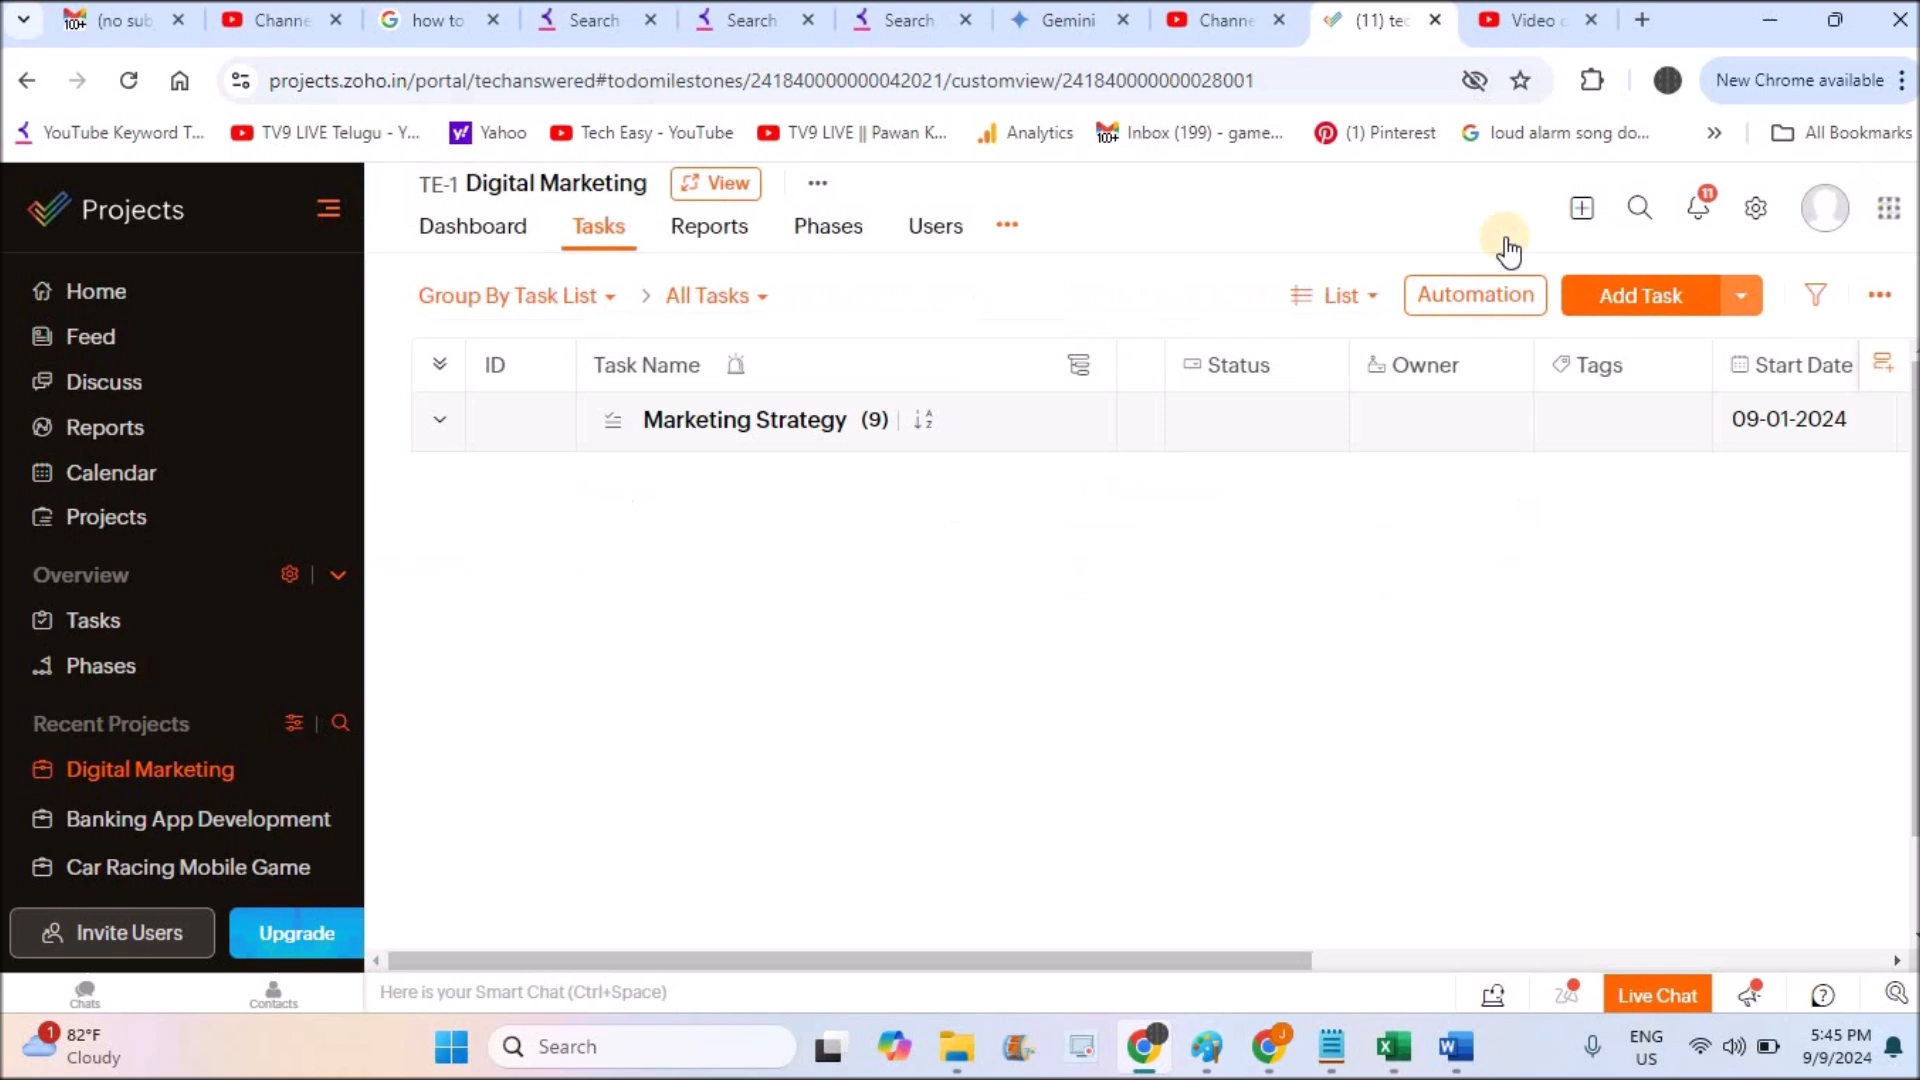 100+ (no sub
Channe
how to
Search
Search
Search
Gemini
Channe
(11) tec
Video c
projects.zoho.in/portal/techanswered#todomilestones/241840000000042021/customview/241840000000028001
New Chrome available
YouTube Keyword T...
TV9 LIVE Telugu - Y...
Yahoo
Tech Easy - YouTube
TV9 LIVE || Pawan K...
Analytics
100+ Inbox (199) - game...
(1) Pinterest
loud alarm song do...
All Bookmarks
Projects
TE-1 Digital Marketing
View
Dashboard
Tasks
Reports
Phases
Users
11
Home
Feed
Discuss
Reports
Calendar
Projects
Overview
Tasks
Phases
Recent Projects
Digital Marketing
Banking App Development
Car Racing Mobile Game
Invite Users
Upgrade
Group By Task List
All Tasks
List
Automation
Add Task
ID
Task Name
Status
Owner
Tags
Start Date
Marketing Strategy (9)
09-01-2024
Chats
Contacts
Here is your Smart Chat (Ctrl+Space)
Live Chat
1
82°F
Cloudy
Search
ENG
US
5:45 PM
9/9/2024